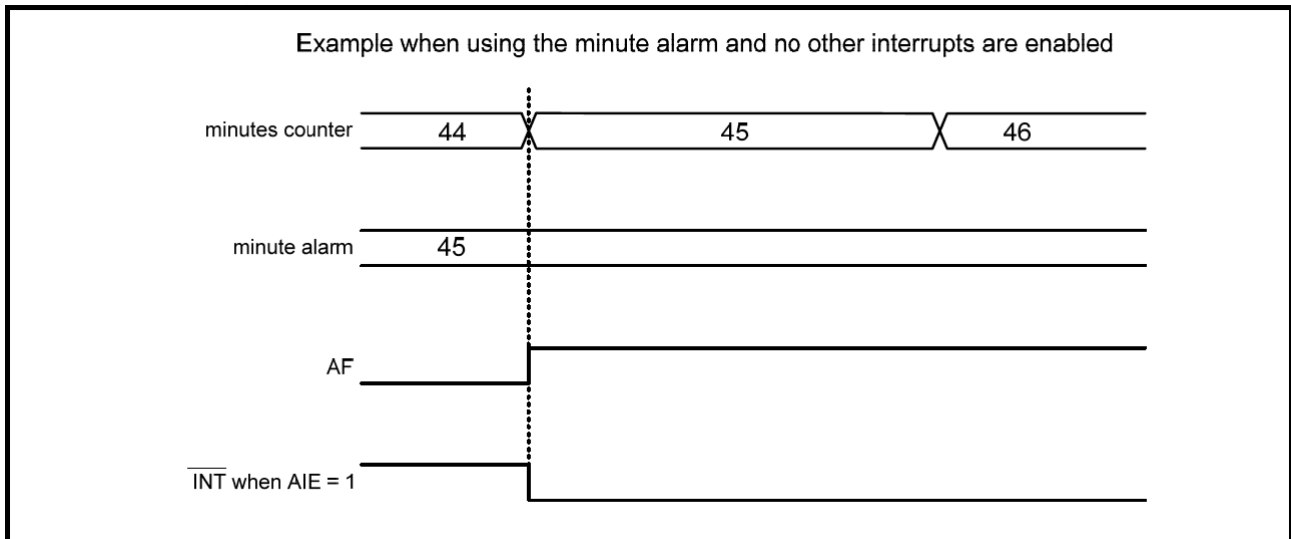 Example when using the minute alarm and no other interrupts are enabled
minutes counter 44 45 46
minute alarm 45
AF
INT when AIE = 1